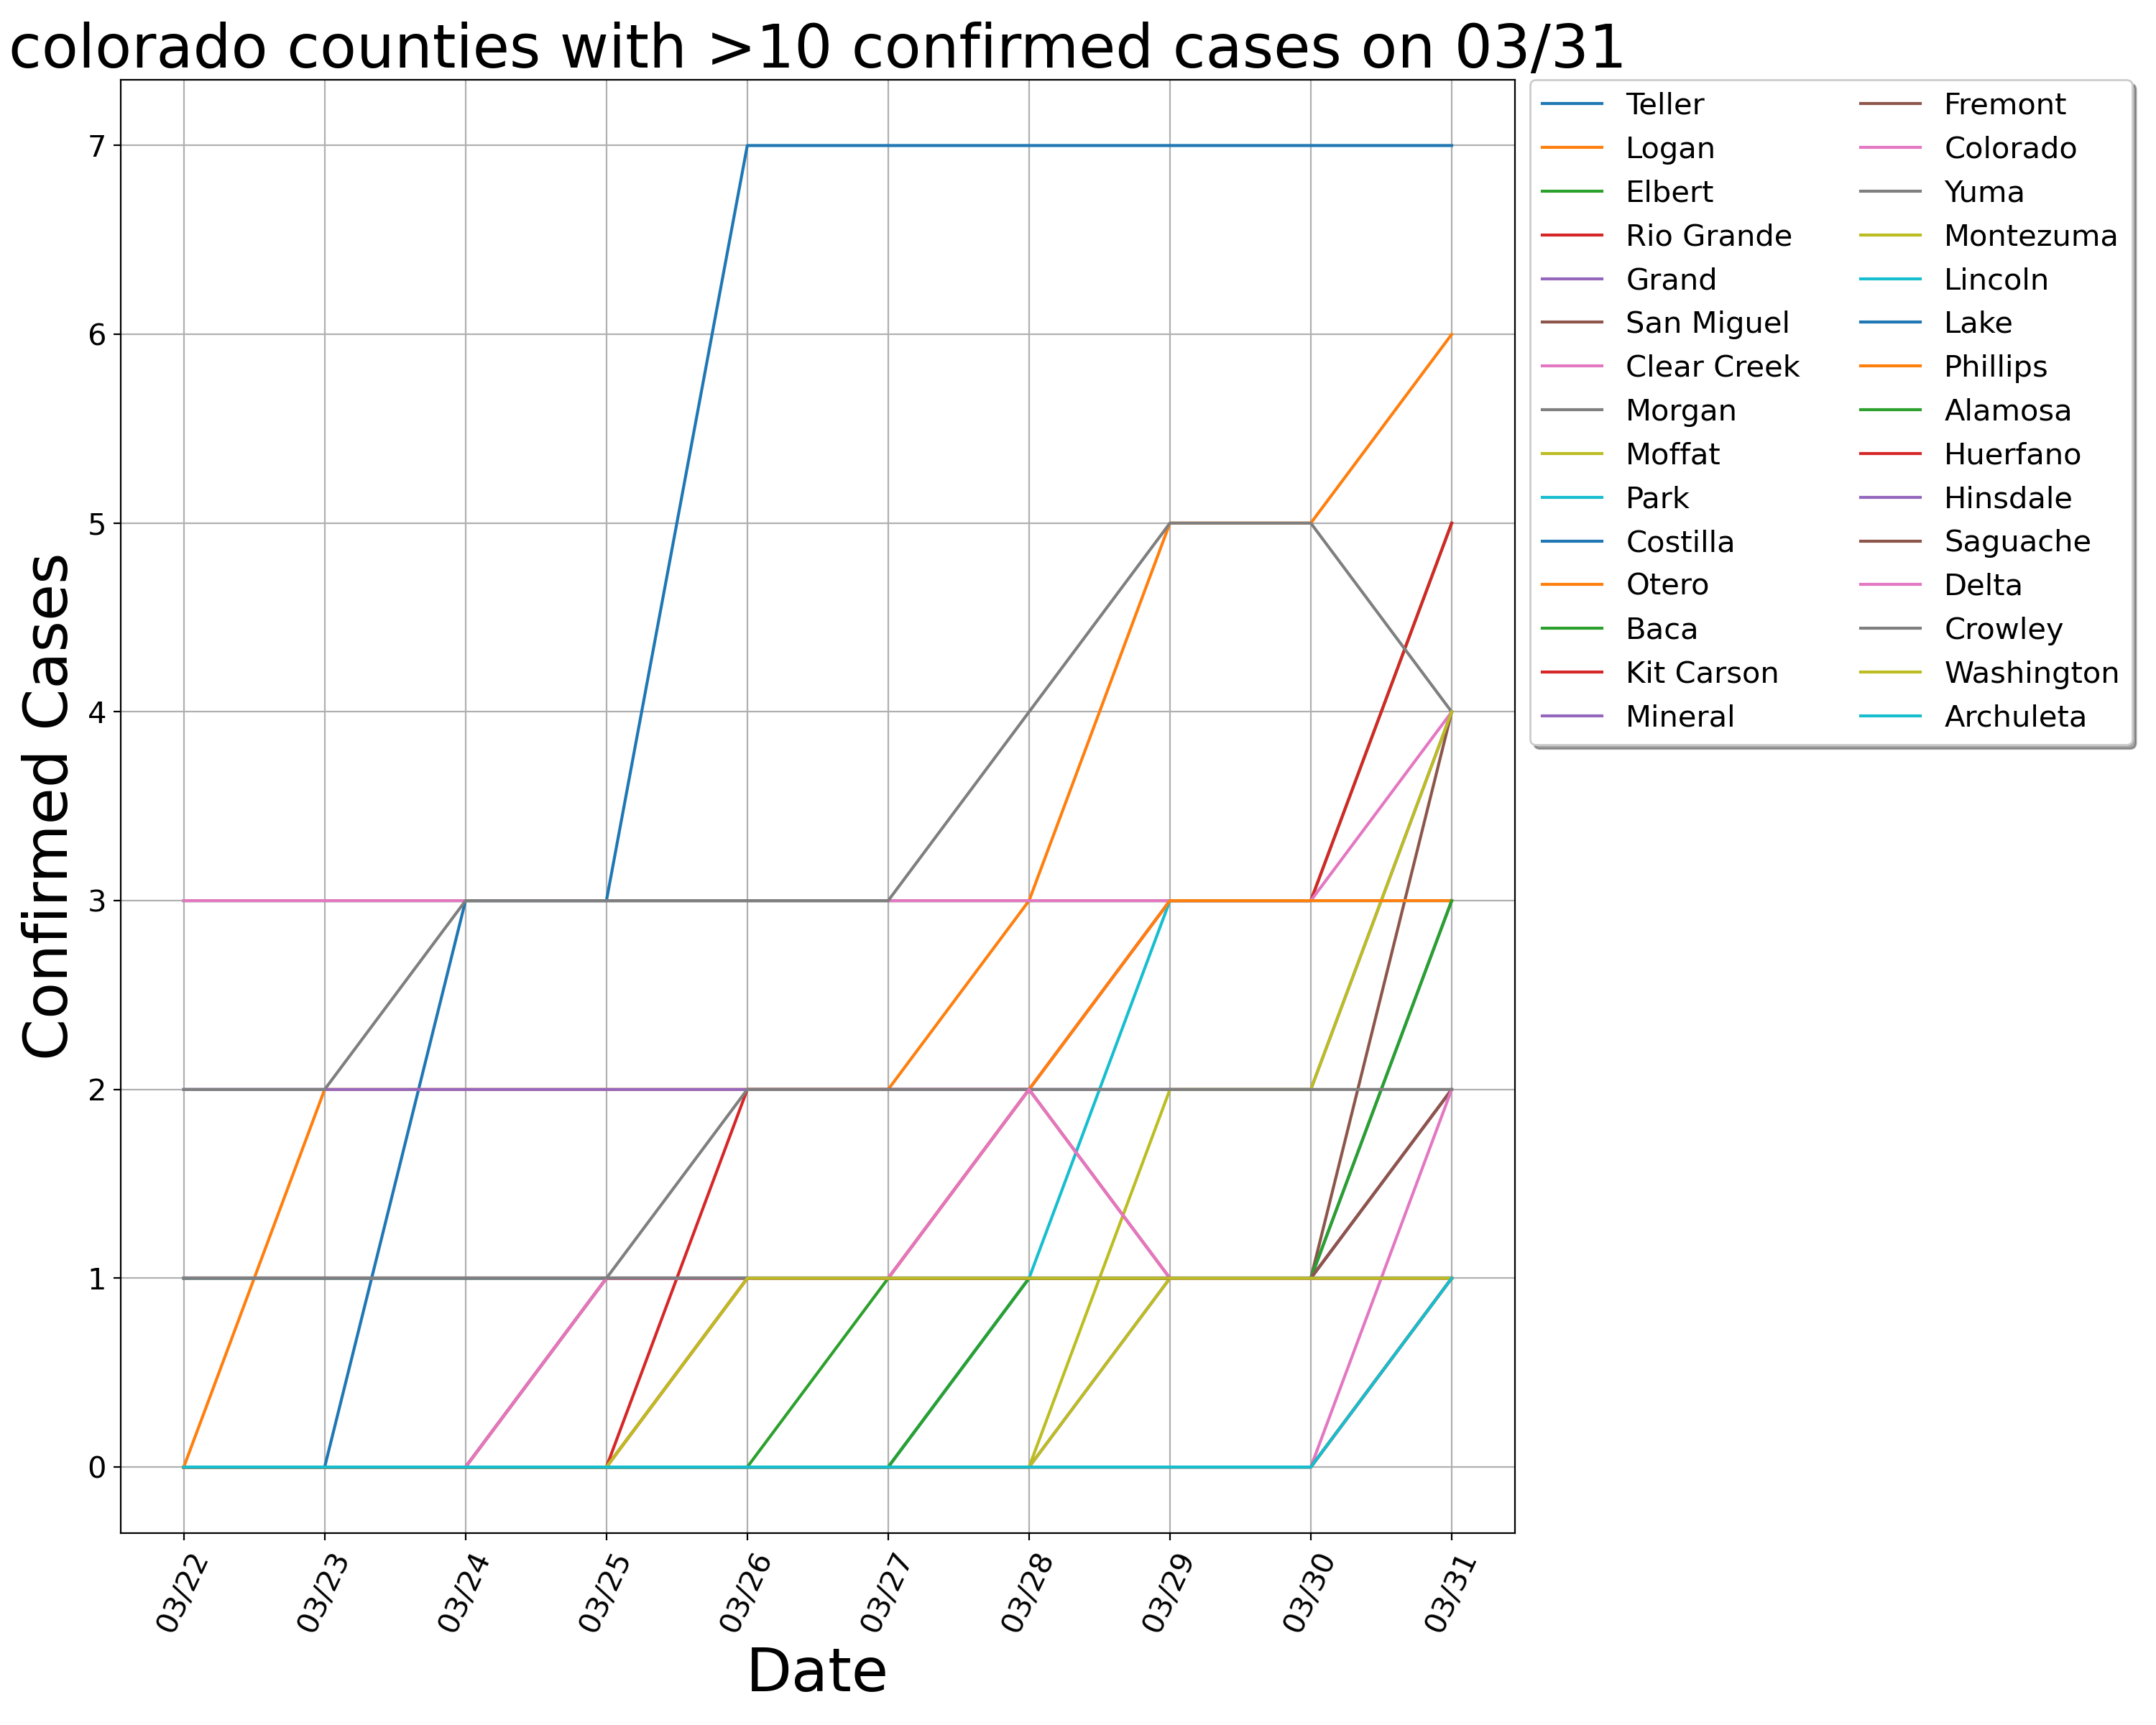 colorado counties with >10 confirmed cases on 03/31
7
6
5
4
3
2
1
0
Confirmed Cases
03/22
03/23
03/24
03/25
03/26
03/27
03/28
03/29
03/30
03/31
Date
Teller
Logan
Elbert
Rio Grande
Grand
San Miguel
Clear Creek
Morgan
Moffat
Park
Costilla
Otero
Baca
Kit Carson
Mineral
Fremont
Colorado
Yuma
Montezuma
Lincoln
Lake
Phillips
Alamosa
Huerfano
Hinsdale
Saguache
Delta
Crowley
Washington
Archuleta